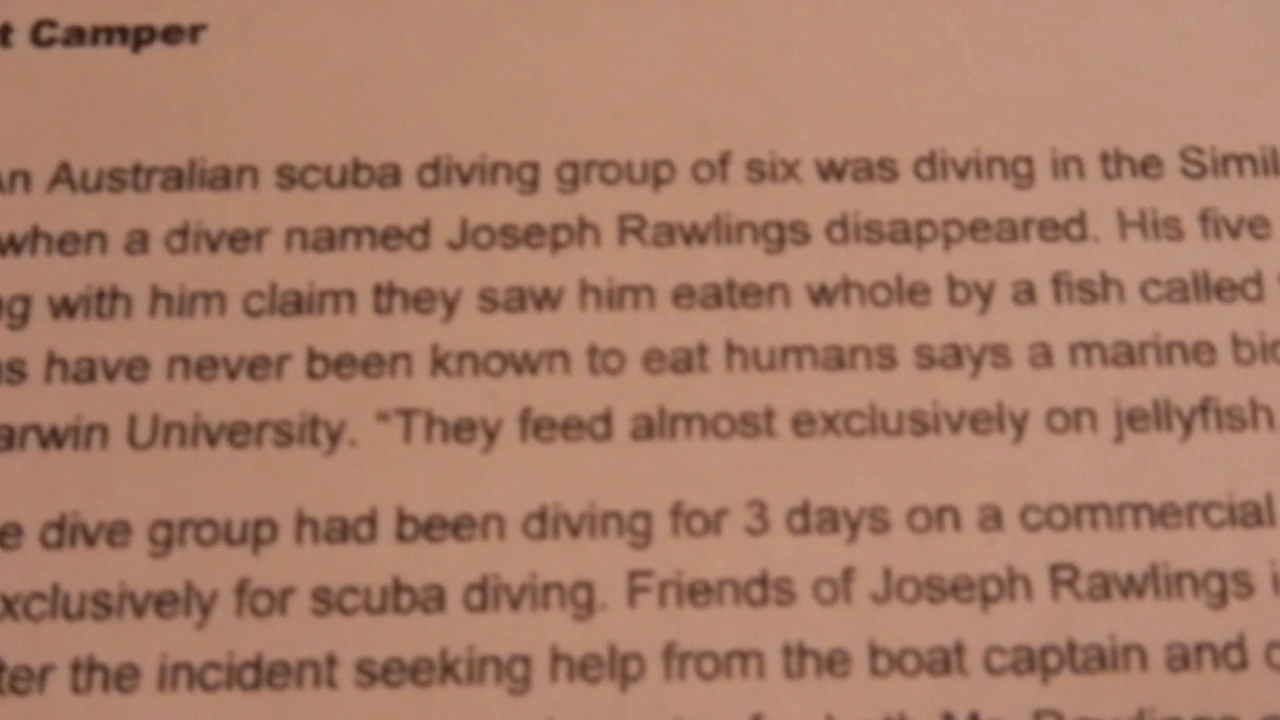 t Camper
An Australian scuba diving group of six was diving in the Simil
when a diver named Joseph Rawlings disappeared. His five
ng with him claim they saw him eaten whole by a fish called
as have never been known to eat humans says a marine bio
arwin University. "They feed almost exclusively on jellyfish
e dive group had been diving for 3 days on a commercial
xclusively for scuba diving. Friends of Joseph Rawlings
ter the incident seeking help from the boat captain and